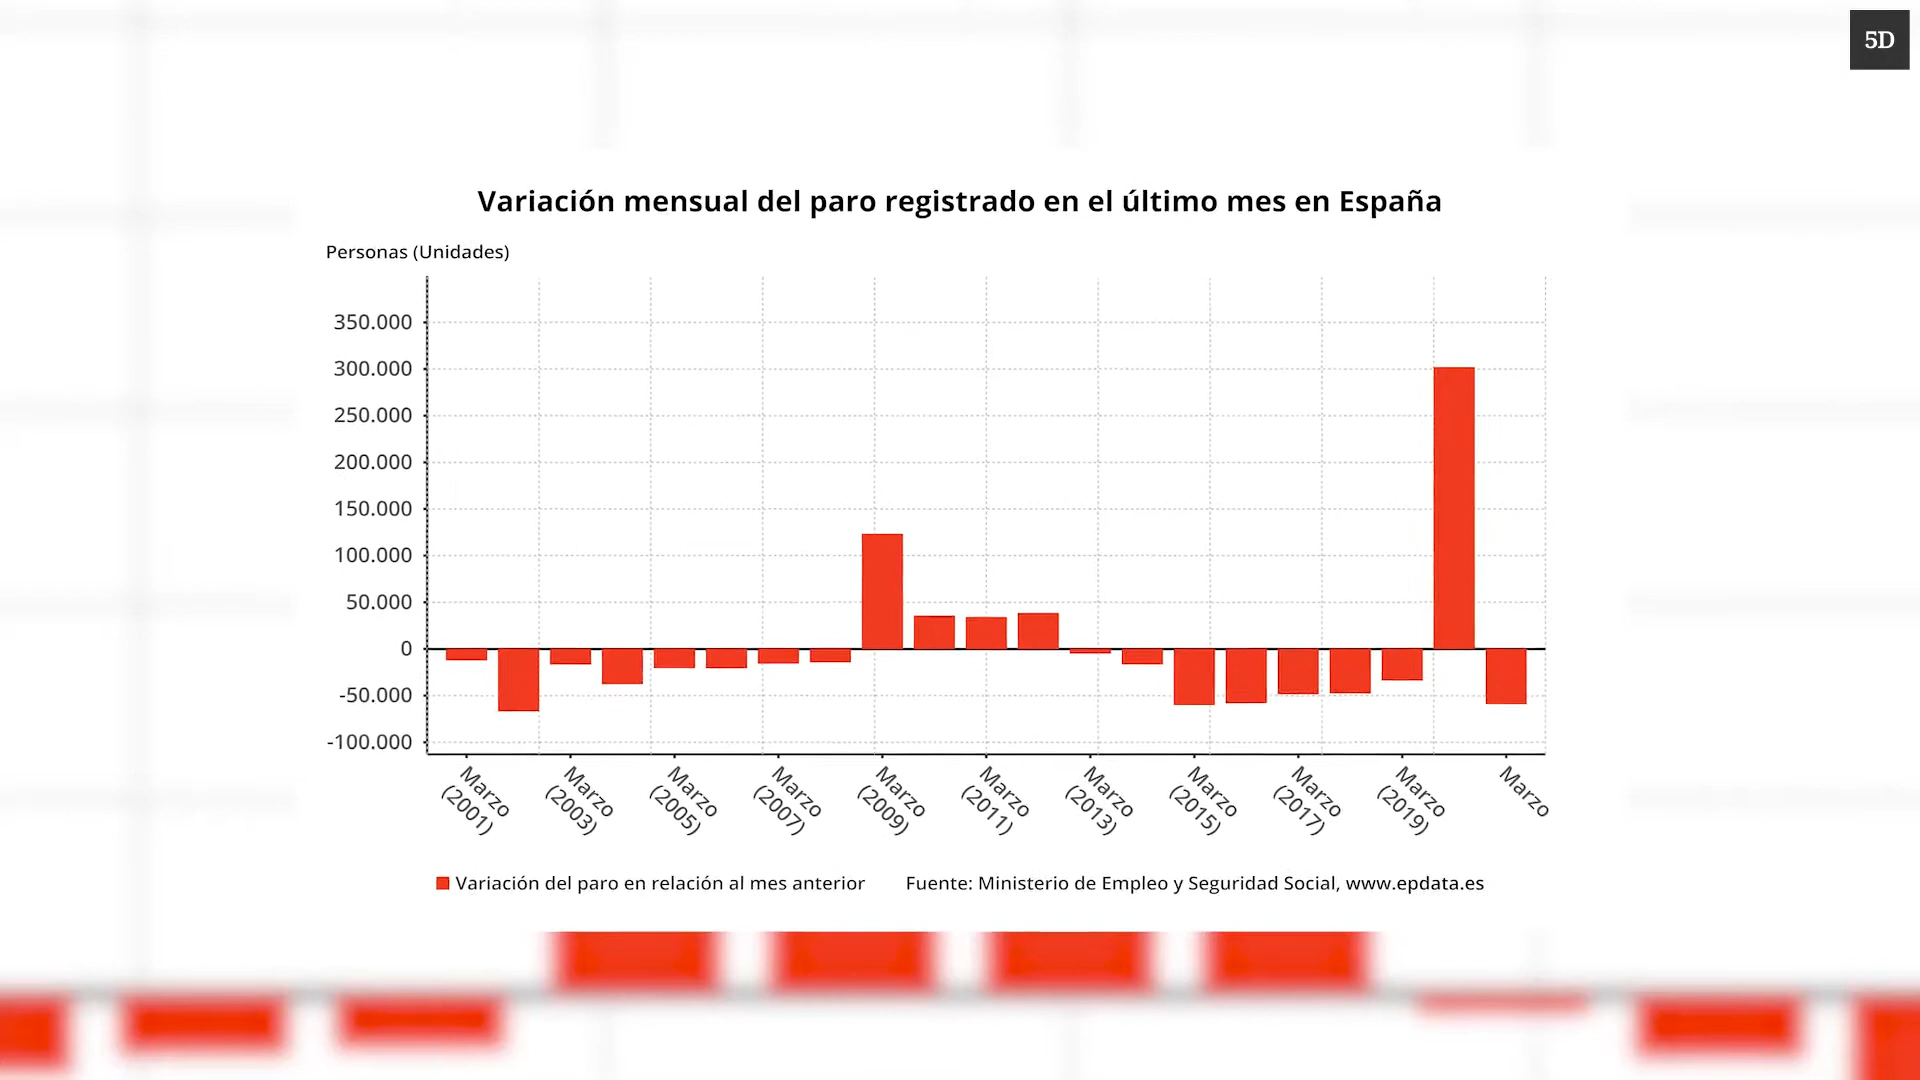 5D
Variación mensual del paro registrado en el último mes en España
Personas (Unidades)
350.000
300.000
250.000
200.000
150.000
100.000
50.000
0
-50.000
-100.000
Marzo
(2001)
Marzo
(2003)
Marzo
(2005)
Marzo
(2007)
Marzo
(2009)
Marzo
(2011)
Marzo
(2013)
Marzo
(2015)
Marzo
(2017)
Marzo
(2019)
Marzo
Variación del paro en relación al mes anterior
Fuente: Ministerio de Empleo y Seguridad Social, www.epdata.es